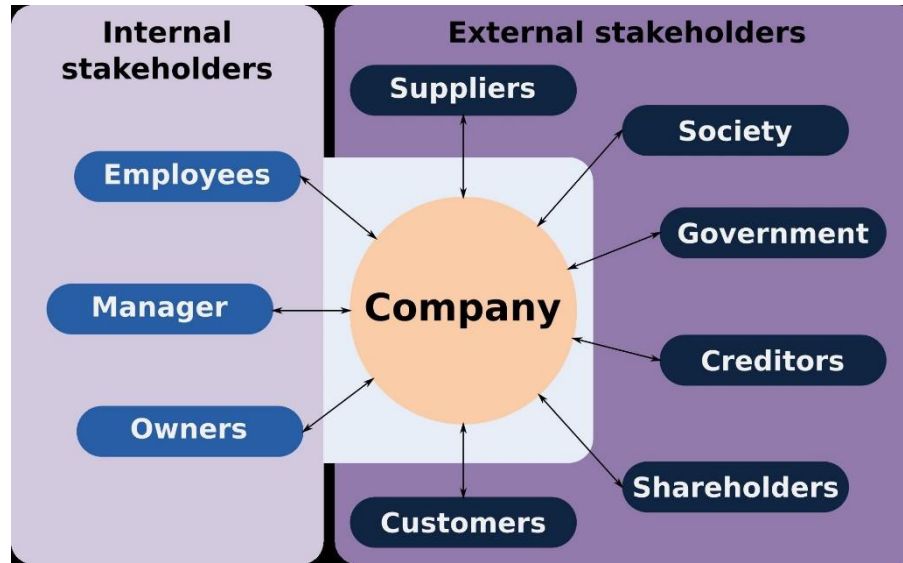 Internal
stakeholders
Employees
Manager
Owners
External stakeholders
Suppliers
Society
Government
Creditors
Shareholders
Customers
Company